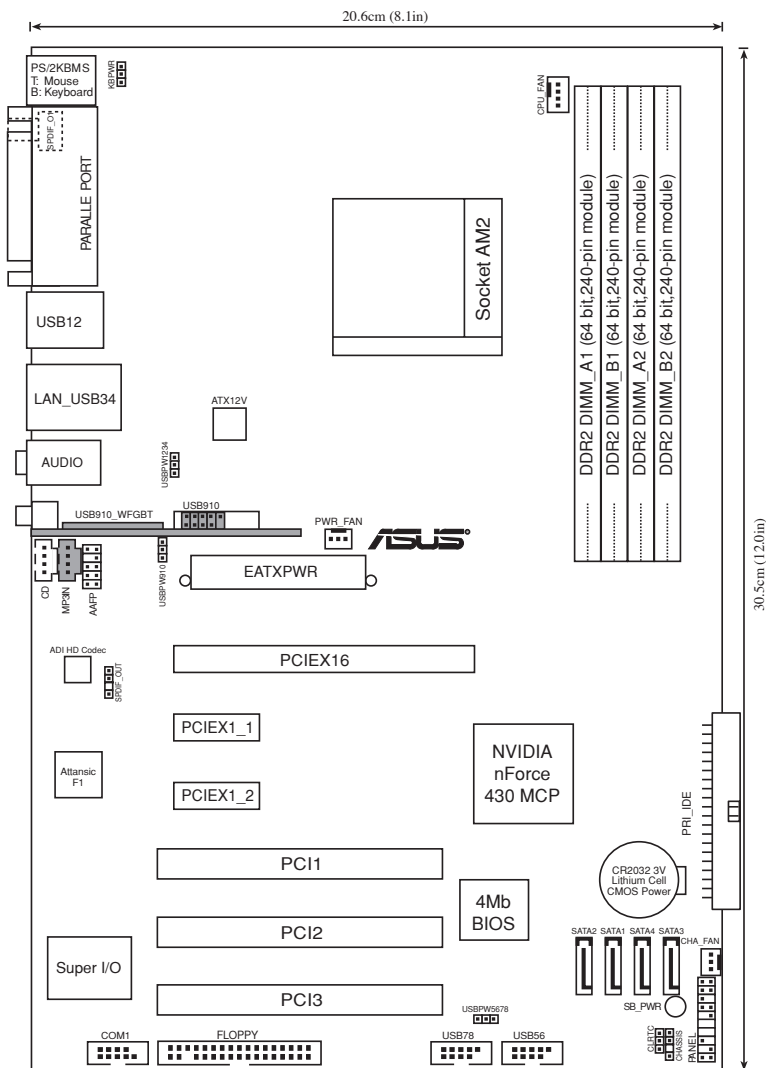 20.6cm (8.1in)
PS/2KBMS
T: Mouse
B: Keyboard
KBPWR
CPU_FAN
SPDIF_O1
PARALLE PORT
Socket AM2
DDR2 DIMM_A1 (64 bit,240-pin module)
DDR2 DIMM_B1 (64 bit,240-pin module)
DDR2 DIMM_A2 (64 bit,240-pin module)
DDR2 DIMM_B2 (64 bit,240-pin module)
USB12
LAN_USB34
ATX12V
AUDIO
USBPW1234
USB910_WFGBT
USB910
PWR_FAN
ASUS
30.5cm (12.0in)
CD
MP3IN
AAFP
USBPW910
EATXPWR
ADI HD Codec
SPDIF_OUT
PCIEX16
PCIEX1_1
NVIDIA
nForce
430 MCP
Attansic
F1
PCIEX1_2
PRI_IDE
PCI1
CR2032 3V
Lithium Cell
CMOS Power
4Mb
BIOS
PCI2
SATA2
SATA1
SATA4
SATA3
CHA_FAN
Super I/O
PCI3
USBPW5678
SB_PWR
COM1
FLOPPY
USB78
USB56
CLRTC
CHASSIS
PANEL